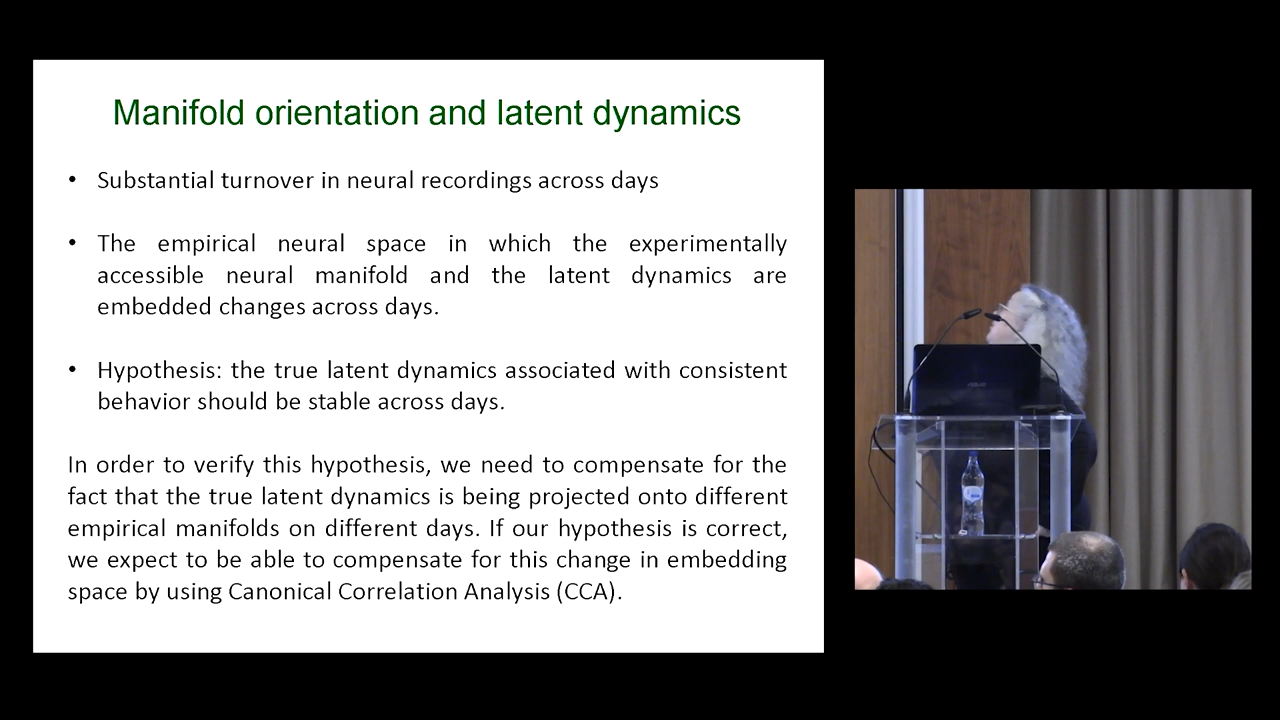 Manifold orientation and latent dynamics
• Substantial turnover in neural recordings across days
• The empirical neural space in which the experimentally
accessible neural manifold and the latent dynamics are
embedded changes across days.
• Hypothesis: the true latent dynamics associated with consistent
behavior should be stable across days.
In order to verify this hypothesis, we need to compensate for the
fact that the true latent dynamics is being projected onto different
empirical manifolds on different days. If our hypothesis is correct,
we expect to be able to compensate for this change in embedding
space by using Canonical Correlation Analysis (CCA).